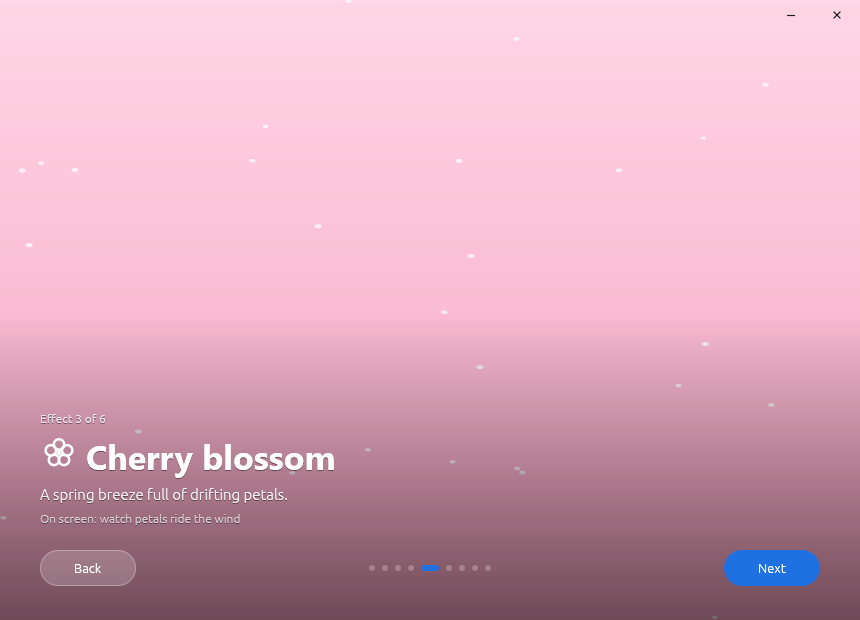 Effect 3 of 6
Cherry blossom
A spring breeze full of drifting petals.
On screen: watch petals ride the wind
Back
Next